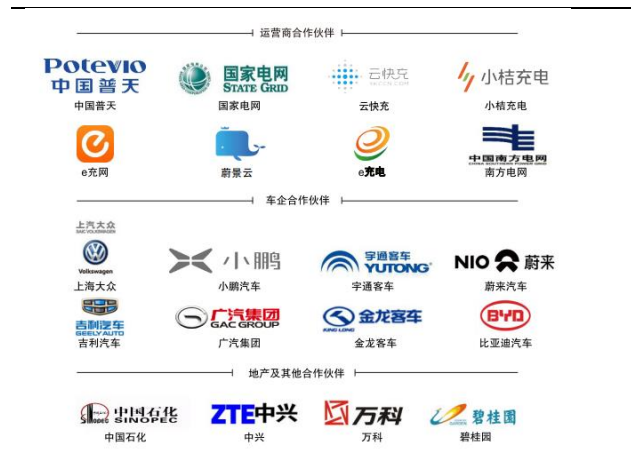 运营商合作伙伴
Potevio 国家电网 云快充 小桔充电
中国普天 STATE GRID
中国普天 国家电网 云快充 小桔充电
中国南方电网
e充网 蔚景云 e充电 南方电网
车企合作伙伴
上汽大众
小鹏 宇通客车 NIO 蔚来
YUTONG
Volkswagen
上海大众 小鹏汽车 宇通客车 蔚来汽车
广汽集团 金龙客车 BYD
吉利汽车 GAC GROUP
GEELY AUTO KING LONG
吉利汽车 广汽集团 金龙客车 比亚迪汽车
地产及其他合作伙伴
中国石化 ZTE中兴 万科 碧桂园
SINOPEC SINOPEC
中国石化 中兴 万科 碧桂园